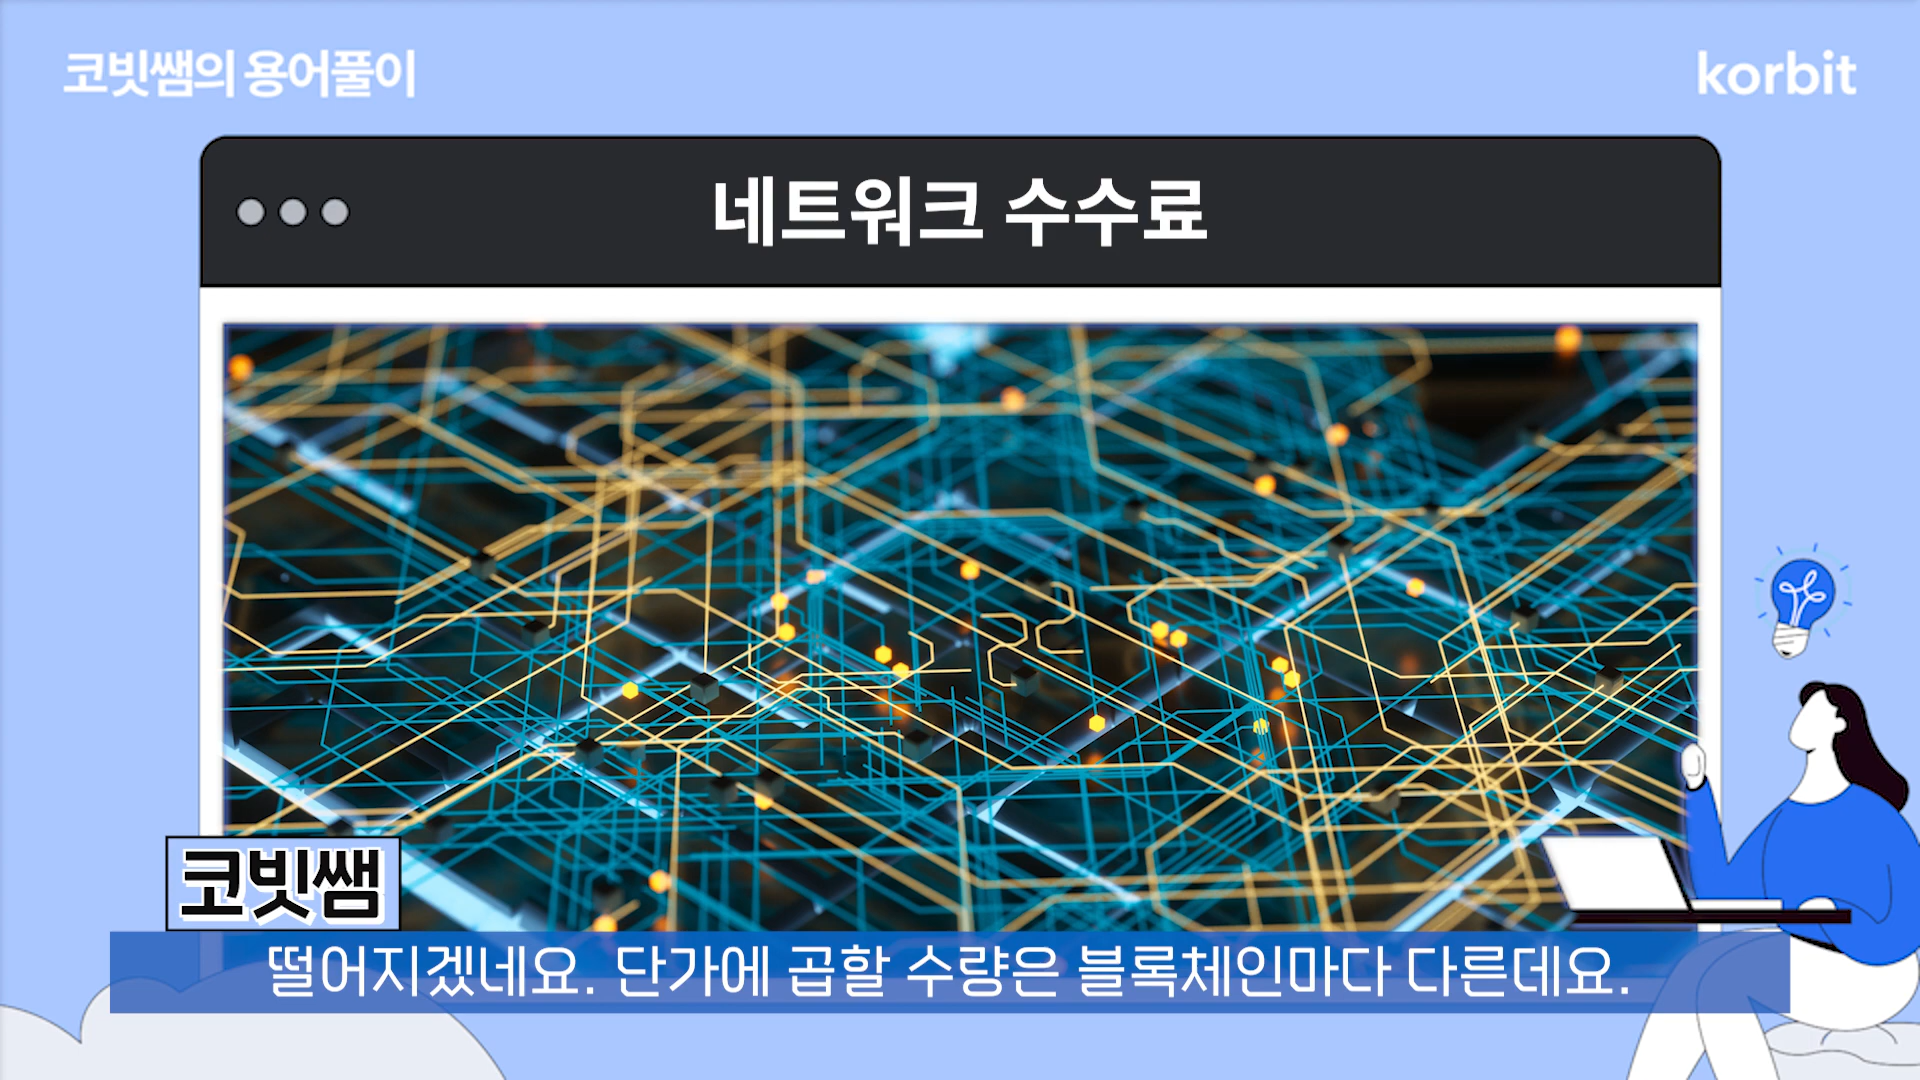 코빗쌤의 용어풀이
korbit
네트워크 수수료
코빗쌤
떨어지겠네요. 단가에 곱할 수량은 블록체인마다 다른데요.